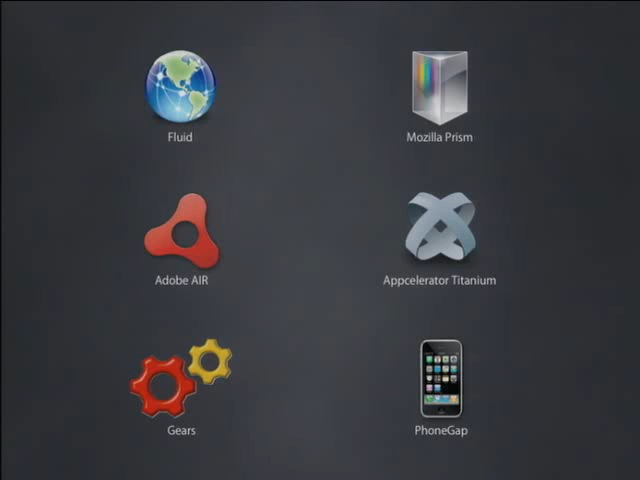 Fluid
Mozilla Prism
Adobe AIR
Appcelerator Titanium
Gears
PhoneGap